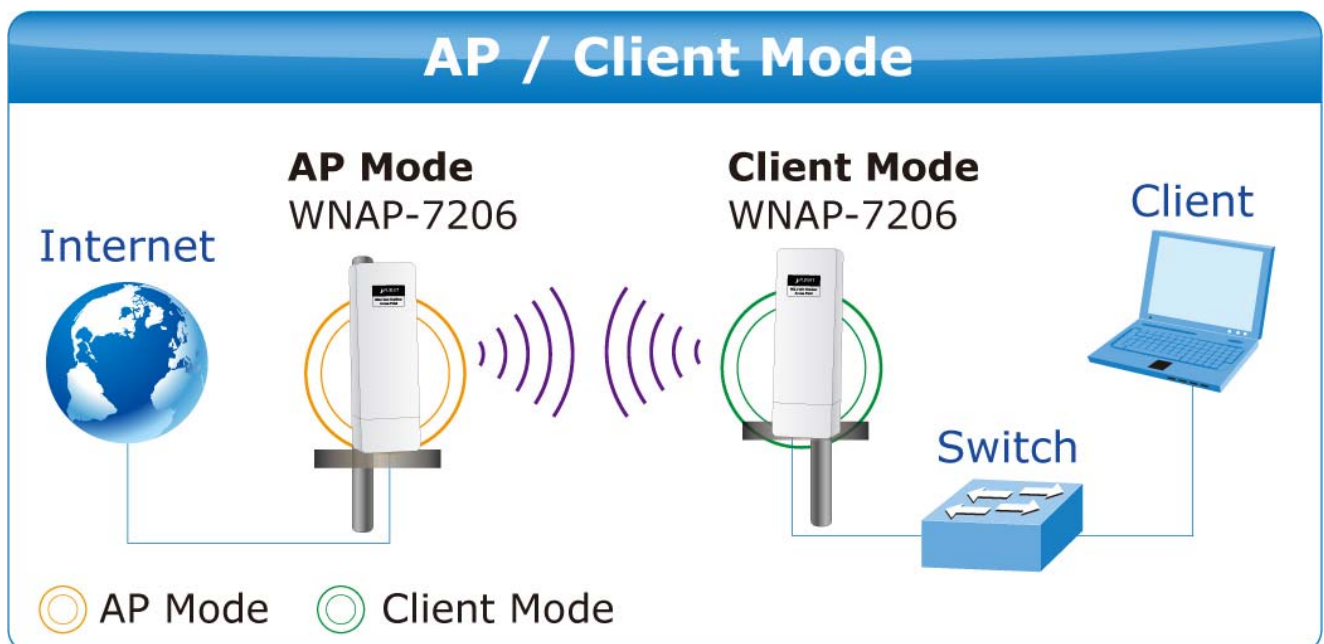 AP / Client Mode
AP Mode
WNAP-7206
Client Mode
WNAP-7206
Client
Internet
Switch
AP Mode
Client Mode